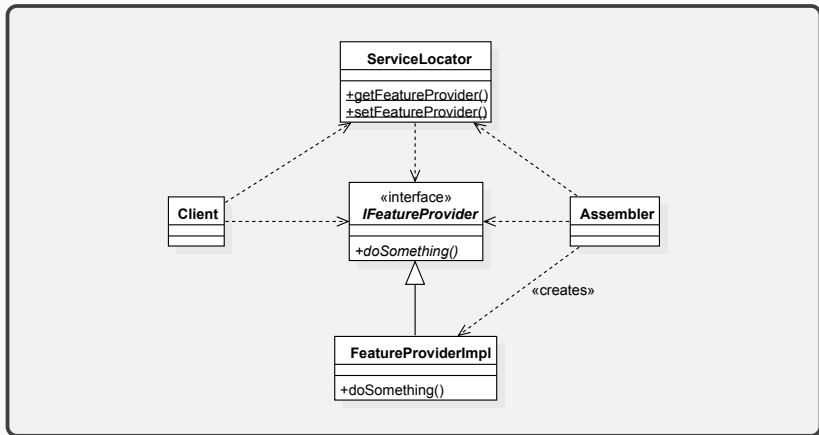 ServiceLocator
+getFeatureProvider()
+setFeatureProvider()
«interface»
IFeatureProvider
+doSomething()
Client
Assembler
«creates»
FeatureProviderImpl
+doSomething()